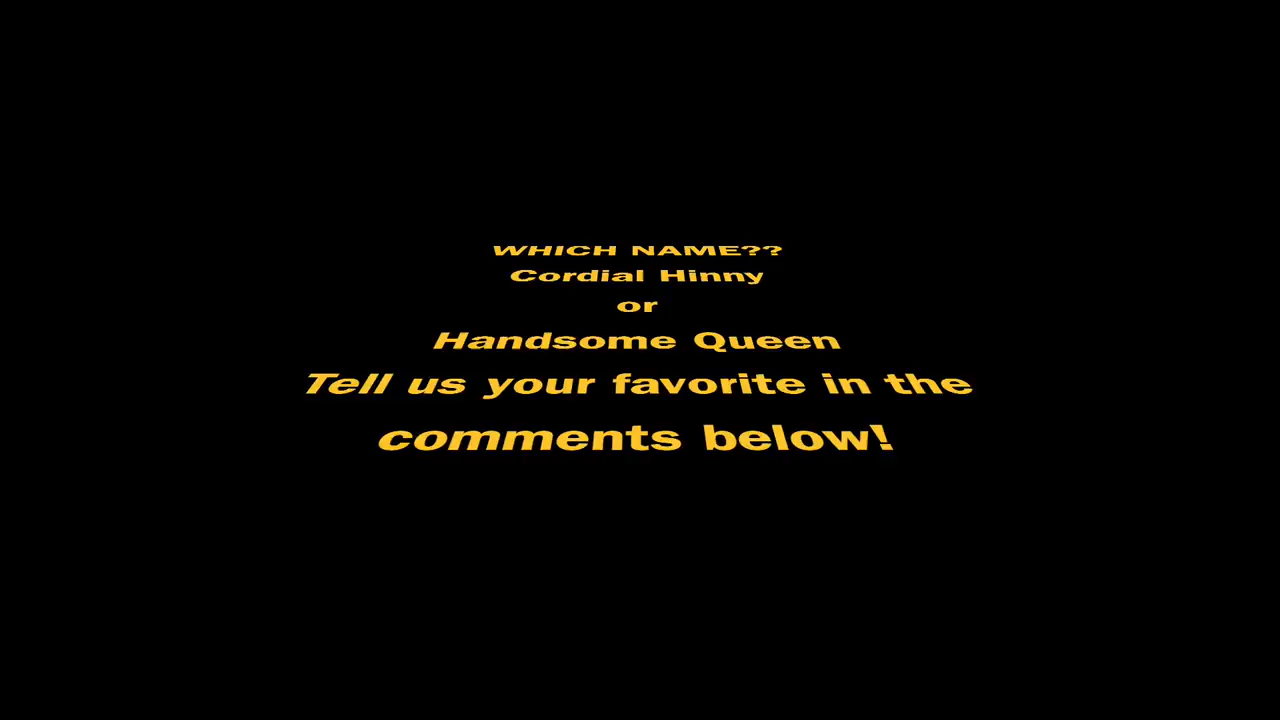 WHICH NAME??
Cordial Hinny
or
Handsome Queen
Tell us your favorite in the
comments below!